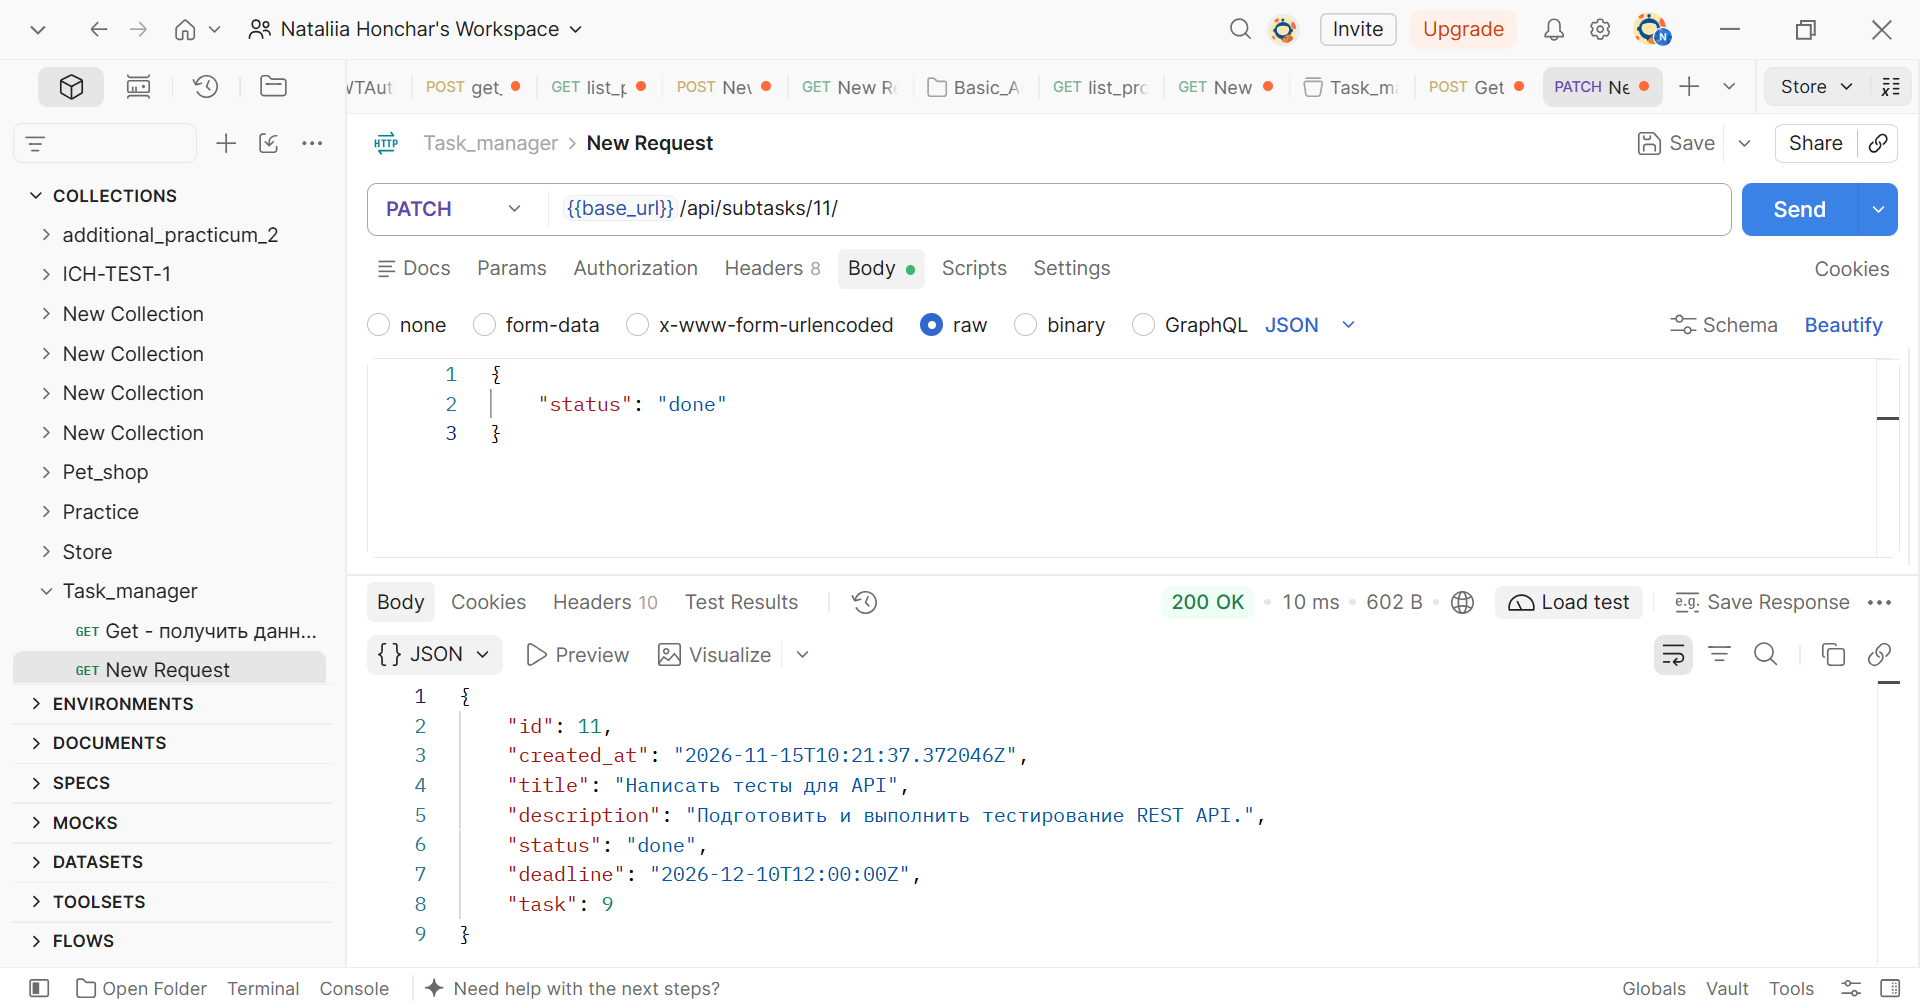 Nataliia Honchar's Workspace
Invite
Upgrade
POST get_
GET list_p
POST New
GET New R
Basic_A
GET list_pro
GET New
Task_m
POST Get
PATCH Ne
Store
Task_manager > New Request
Save
Share
COLLECTIONS
additional_practicum_2
ICH-TEST-1
New Collection
New Collection
New Collection
New Collection
Pet_shop
Practice
Store
Task_manager
GET Get - получить данн...
GET New Request
ENVIRONMENTS
DOCUMENTS
SPECS
MOCKS
DATASETS
TOOLSETS
FLOWS
PATCH
{{base_url}} /api/subtasks/11/
Send
Docs Params Authorization Headers 8 Body Scripts Settings
Cookies
none form-data x-www-form-urlencoded raw binary GraphQL JSON
Schema Beautify
1 {
2 "status": "done"
3 }
Body Cookies Headers 10 Test Results
200 OK • 10 ms • 602 B •
Load test
e.g. Save Response
{} JSON Preview Visualize
1 {
2 "id": 11,
3 "created_at": "2026-11-15T10:21:37.372046Z",
4 "title": "Написать тесты для API",
5 "description": "Подготовить и выполнить тестирование REST API.",
6 "status": "done",
7 "deadline": "2026-12-10T12:00:00Z",
8 "task": 9
9 }
Open Folder Terminal Console
Need help with the next steps?
Globals Vault Tools